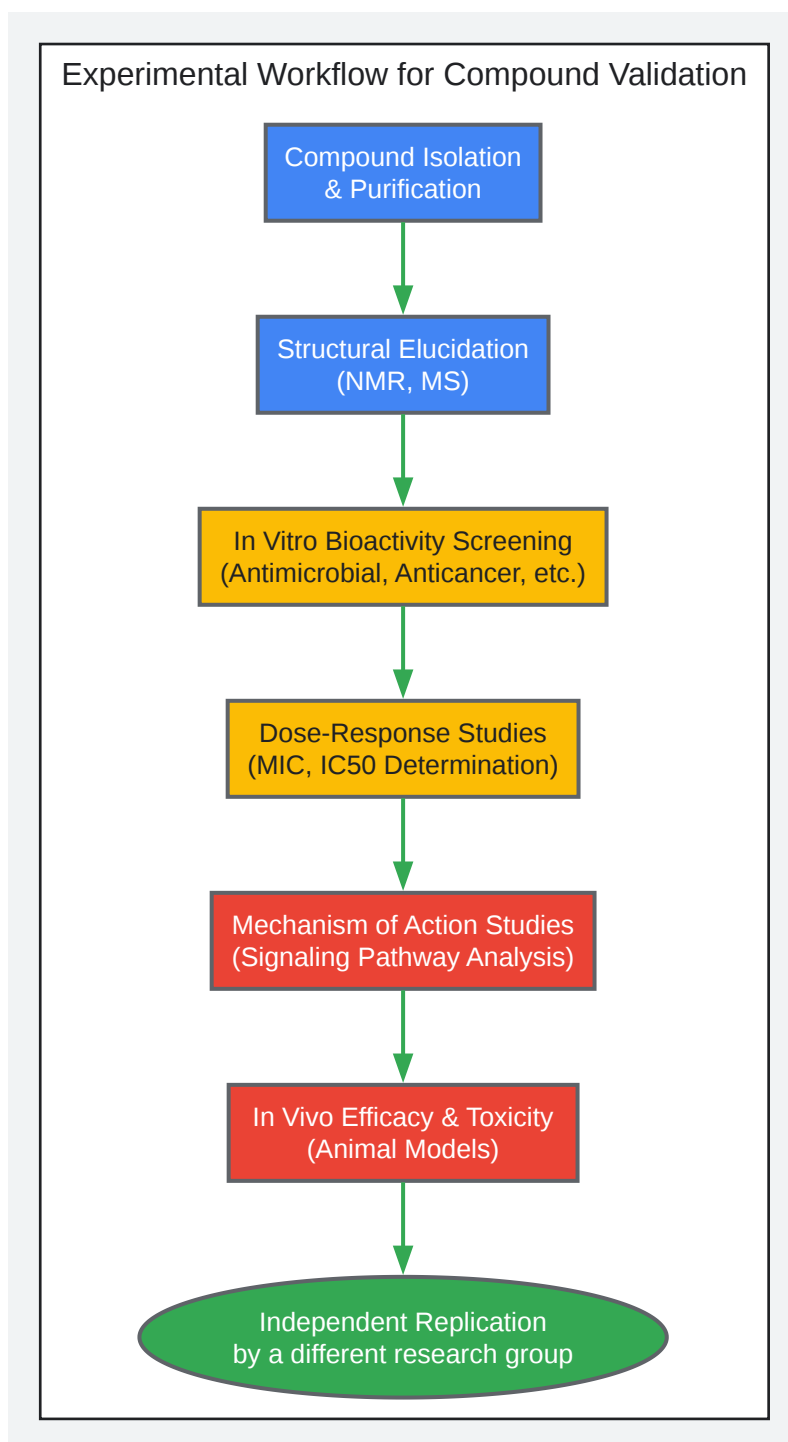 Experimental Workflow for Compound Validation
Compound Isolation
& Purification
Structural Elucidation
(NMR, MS)
In Vitro Bioactivity Screening
(Antimicrobial, Anticancer, etc.)
Dose-Response Studies
(MIC, IC50 Determination)
Mechanism of Action Studies
(Signaling Pathway Analysis)
In Vivo Efficacy & Toxicity
(Animal Models)
Independent Replication
by a different research group